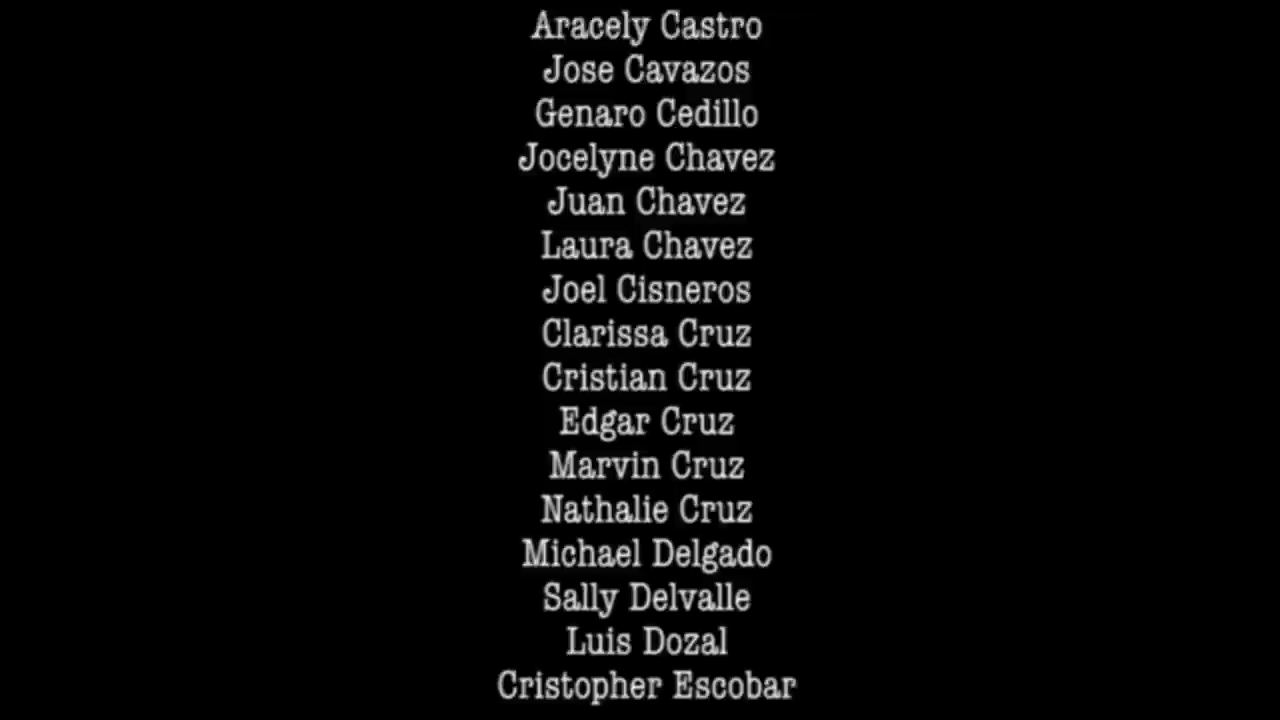 Aracely Castro
Jose Cavazos
Genaro Cedillo
Jocelyne Chavez
Juan Chavez
Laura Chavez
Joel Cisneros
Clarissa Cruz
Cristian Cruz
Edgar Cruz
Marvin Cruz
Nathalie Cruz
Michael Delgado
Sally Delvalle
Luis Dozal
Cristopher Escobar